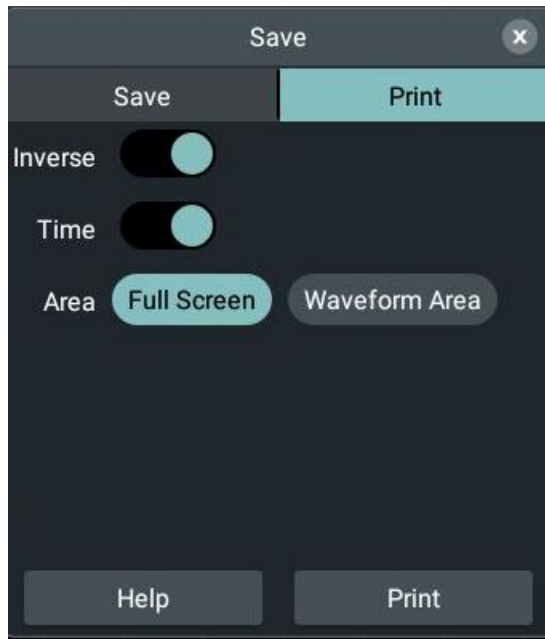 Save x
Save Print
Inverse
Time
Area Full Screen Waveform Area
Help Print